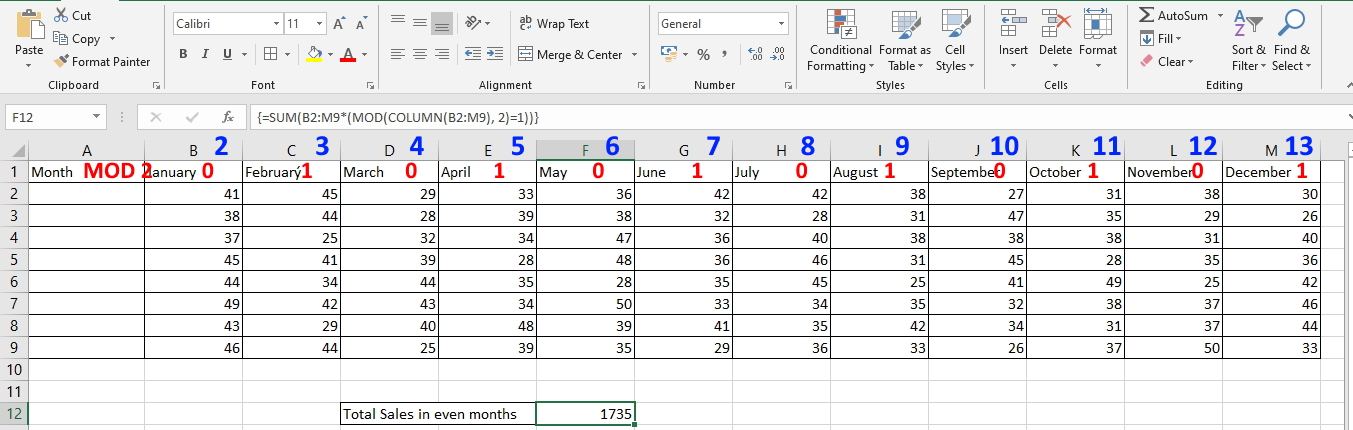 Cut Calibri 11 A A ab Wrap Text General AutoSum
Paste Copy Conditional Format as Cell Insert Delete Format Fill Sort & Find &
Format Painter B I U A Merge & Center % , .0 .00 Formatting Table Styles Clear Filter Select
Clipboard Font Alignment Number Styles Cells Editing
F12 fx {=SUM(B2:M9*(MOD(COLUMN(B2:M9), 2)=1))}
A B 2 C 3 D 4 E 5 F 6 G 7 H 8 I 9 J 10 K 11 L 12 M 13
1 Month MOD 2 January 0 February 1 March 0 April 1 May 0 June 1 July 0 August 1 September 0 October 1 November 0 December 1
2 41 45 29 33 36 42 42 38 27 31 38 30
3 38 44 28 39 38 32 28 31 47 35 29 26
4 37 25 32 34 47 36 40 38 38 38 31 40
5 45 41 39 28 48 36 46 31 45 28 35 36
6 44 34 44 35 28 35 45 25 41 49 25 42
7 49 42 43 34 50 33 34 35 32 38 37 46
8 43 29 40 48 39 41 35 42 34 31 37 44
9 46 44 25 39 35 29 36 33 26 37 50 33
10
11
12 Total Sales in even months 1735